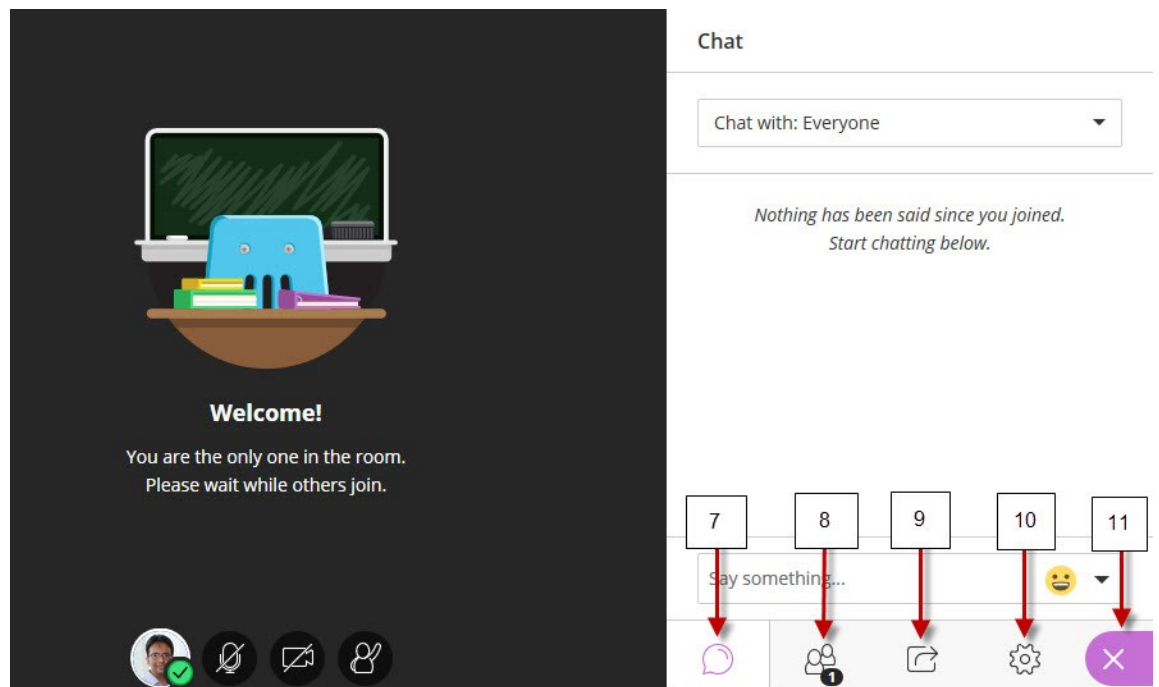 Chat
Chat with: Everyone
Nothing has been said since you joined.
Start chatting below.
Welcome!
You are the only one in the room.
Please wait while others join.
7
8
9
10
11
Say something...
1